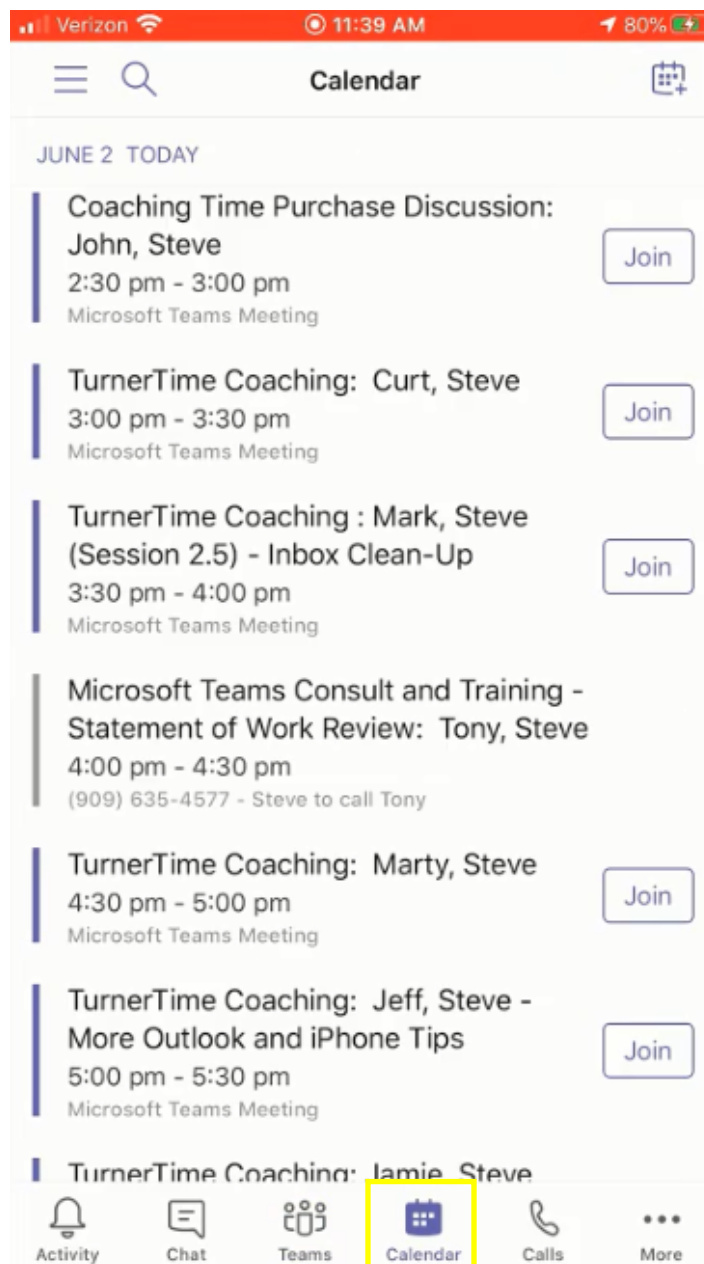 Verizon 11:39 AM 80%
Calendar
JUNE 2 TODAY
Coaching Time Purchase Discussion:
John, Steve
Join
2:30 pm - 3:00 pm
Microsoft Teams Meeting
TurnerTime Coaching: Curt, Steve
Join
3:00 pm - 3:30 pm
Microsoft Teams Meeting
TurnerTime Coaching : Mark, Steve
(Session 2.5) - Inbox Clean-Up
Join
3:30 pm - 4:00 pm
Microsoft Teams Meeting
Microsoft Teams Consult and Training -
Statement of Work Review: Tony, Steve
4:00 pm - 4:30 pm
(909) 635-4577 - Steve to call Tony
TurnerTime Coaching: Marty, Steve
Join
4:30 pm - 5:00 pm
Microsoft Teams Meeting
TurnerTime Coaching: Jeff, Steve -
More Outlook and iPhone Tips
Join
5:00 pm - 5:30 pm
Microsoft Teams Meeting
TurnerTime Coaching: Jamie, Steve
Activity Chat Teams Calendar Calls More